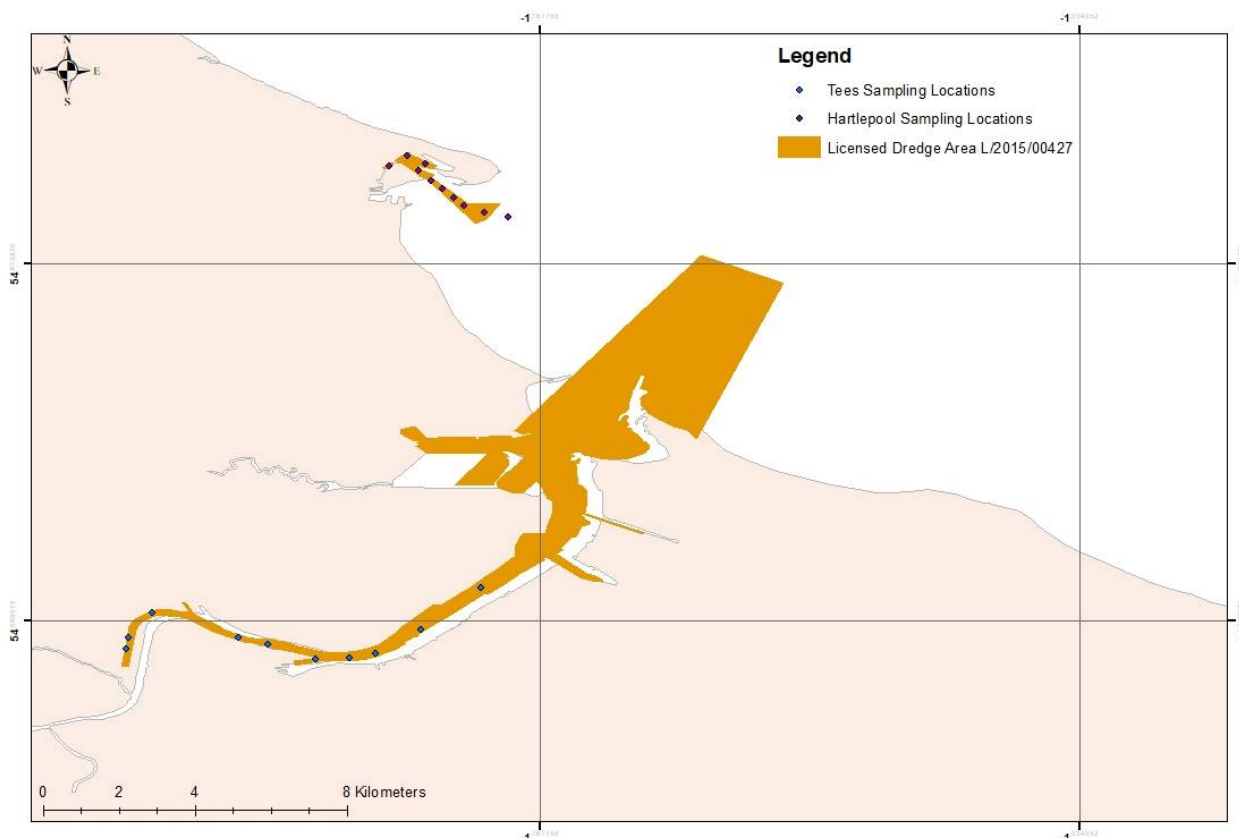 -1
-1
N
W E
S
Legend
Tees Sampling Locations
Hartlepool Sampling Locations
Licensed Dredge Area L/2015/00427
54
54
0 2 4 8 Kilometers
-1
-1